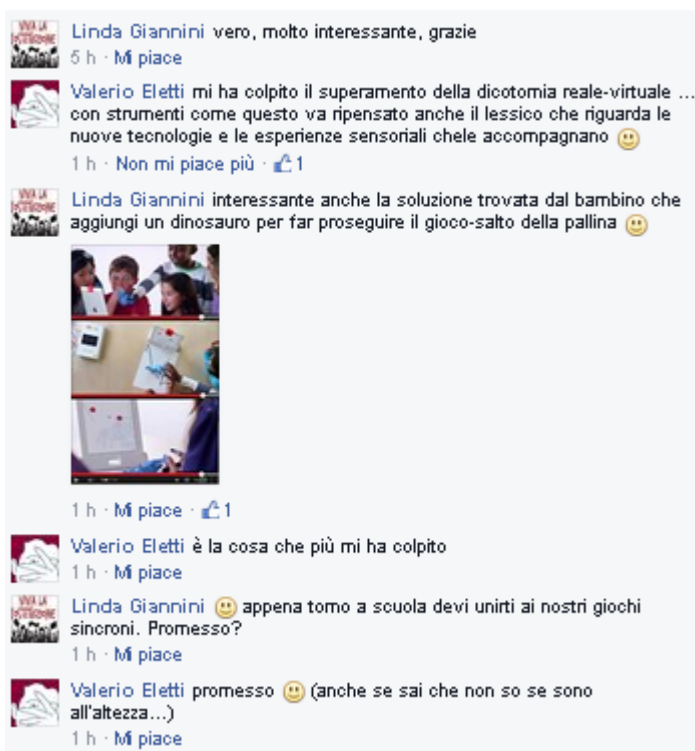 Linda Giannini vero, molto interessante, grazie
5 h · Mi piace
Valerio Eletti mi ha colpito il superamento della dicotomia reale-virtuale ...
con strumenti come questo va ripensato anche il lessico che riguarda le
nuove tecnologie e le esperienze sensoriali chele accompagnano
1 h · Non mi piace più · 1
Linda Giannini interessante anche la soluzione trovata dal bambino che
aggiungi un dinosauro per far proseguire il gioco-salto della pallina
1 h · Mi piace · 1
Valerio Eletti è la cosa che più mi ha colpito
1 h · Mi piace
Linda Giannini appena torno a scuola devi unirti ai nostri giochi
sincroni. Promesso?
1 h · Mi piace
Valerio Eletti promesso (anche se sai che non so se sono
all'altezza...)
1 h · Mi piace